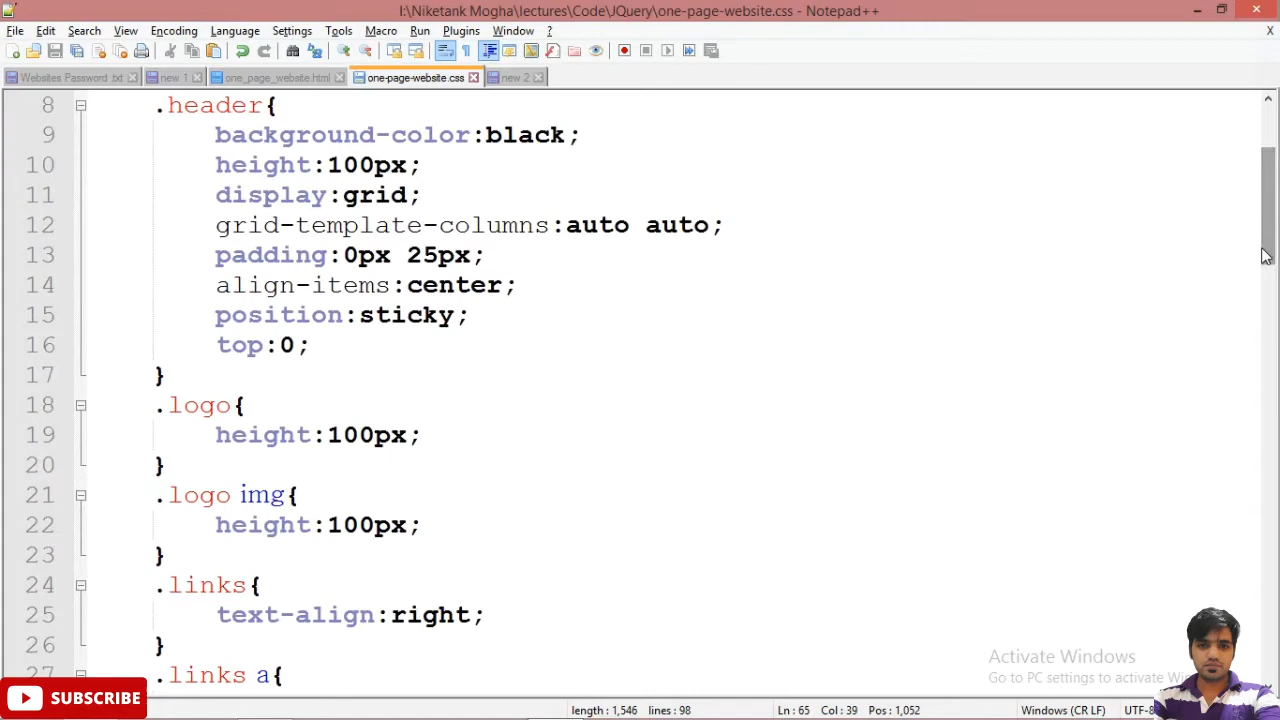 I:\Niketank Mogha\lectures\Code\JQuery\one-page-website.css - Notepad++
File Edit Search View Encoding Language Settings Tools Macro Run Plugins Window ? X
Websites Password .txt new 1 one_page_website.html one-page-website.css new 2
8 .header{
9 background-color:black;
10 height:100px;
11 display:grid;
12 grid-template-columns:auto auto;
13 padding:0px 25px;
14 align-items:center;
15 position:sticky;
16 top:0;
17 }
18 .logo{
19 height:100px;
20 }
21 .logo img{
22 height:100px;
23 }
24 .links{
25 text-align:right;
26 }
27 .links a{
Activate Windows
Go to PC settings to activate Win
SUBSCRIBE
length : 1,546 lines : 98 Ln : 65 Col : 39 Pos : 1,052 Windows (CR LF) UTF-8